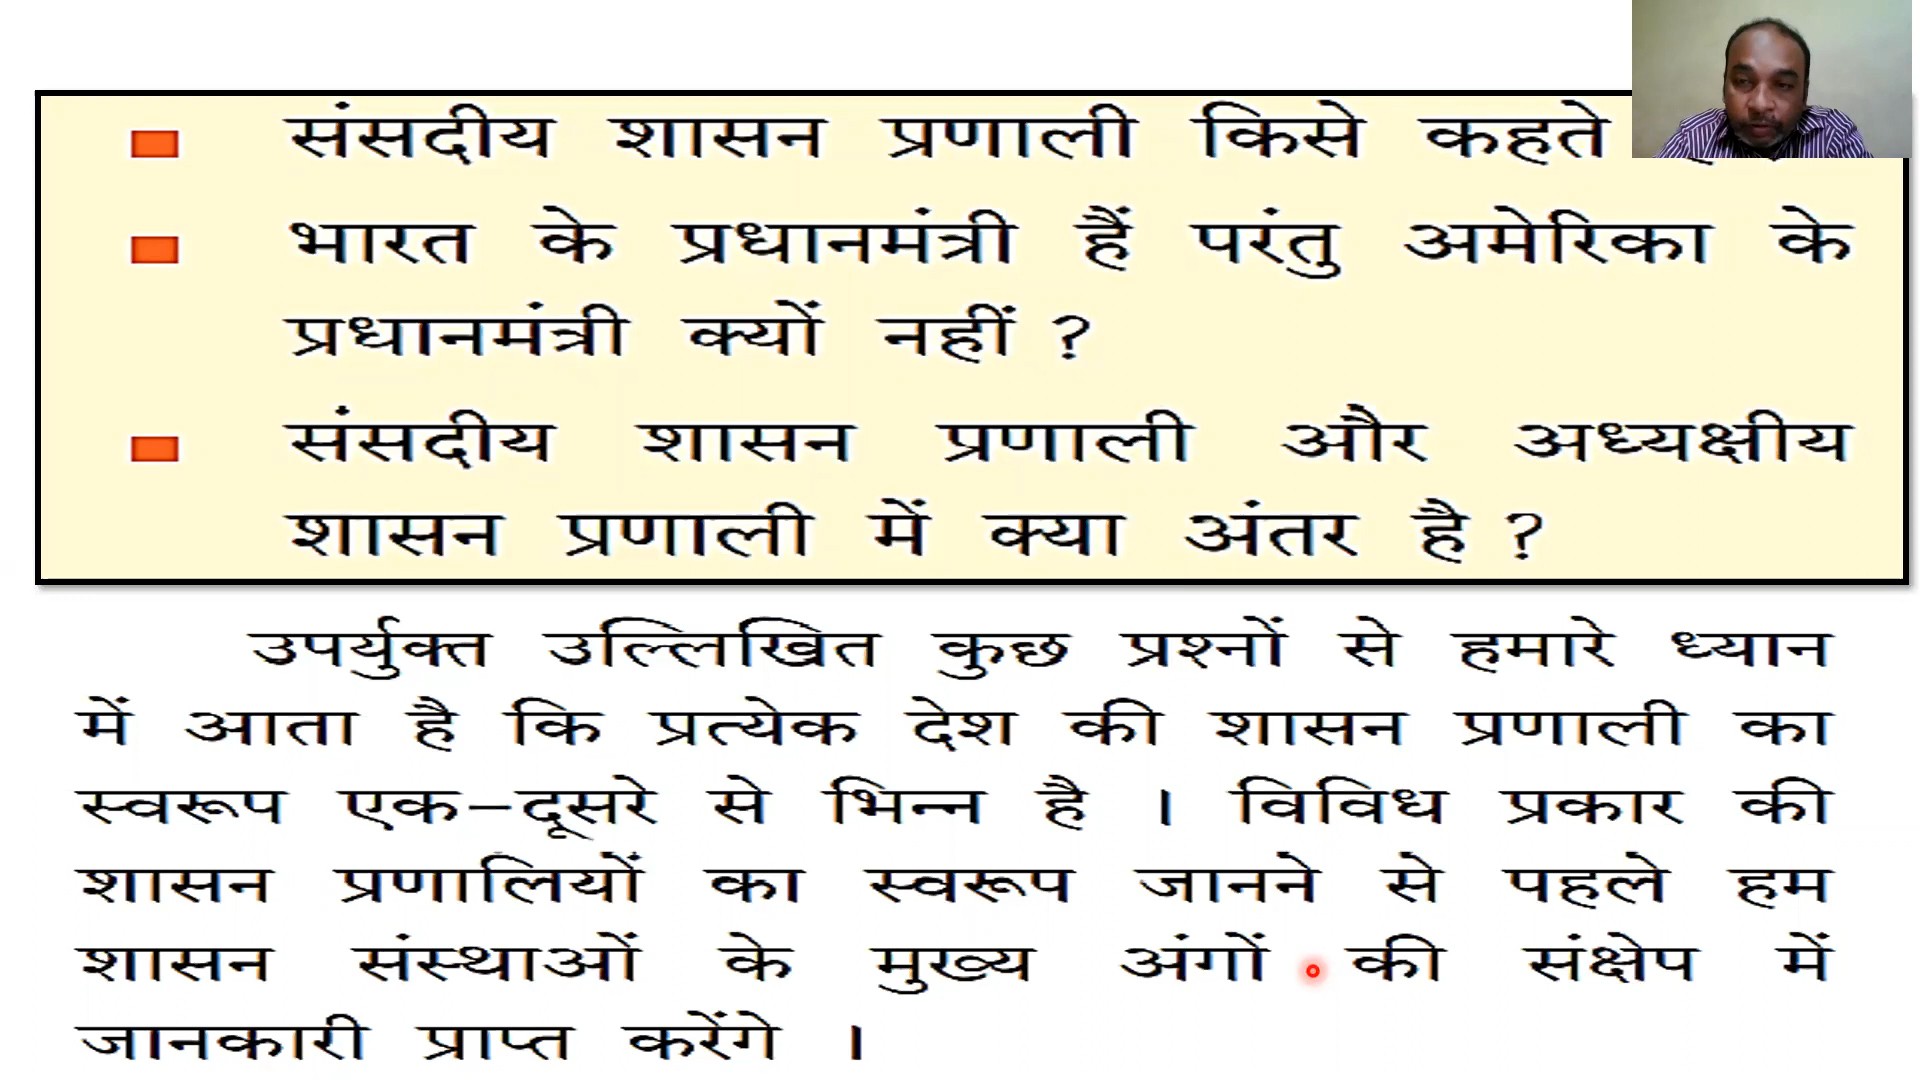 संसदीय शासन प्रणाली किसे कहते
भारत के प्रधानमंत्री हैं परंतु अमेरिका के
प्रधानमंत्री क्यों नहीं ?
संसदीय शासन प्रणाली और अध्यक्षीय
शासन प्रणाली में क्या अंतर है ?
उपर्युक्त उल्लिखित कुछ प्रश्नों से हमारे ध्यान
में आता है कि प्रत्येक देश की शासन प्रणाली का
स्वरूप एक-दूसरे से भिन्न है । विविध प्रकार की
शासन प्रणालियों का स्वरूप जानने से पहले हम
शासन संस्थाओं के मुख्य अंगों की संक्षेप में
जानकारी प्राप्त करेंगे ।